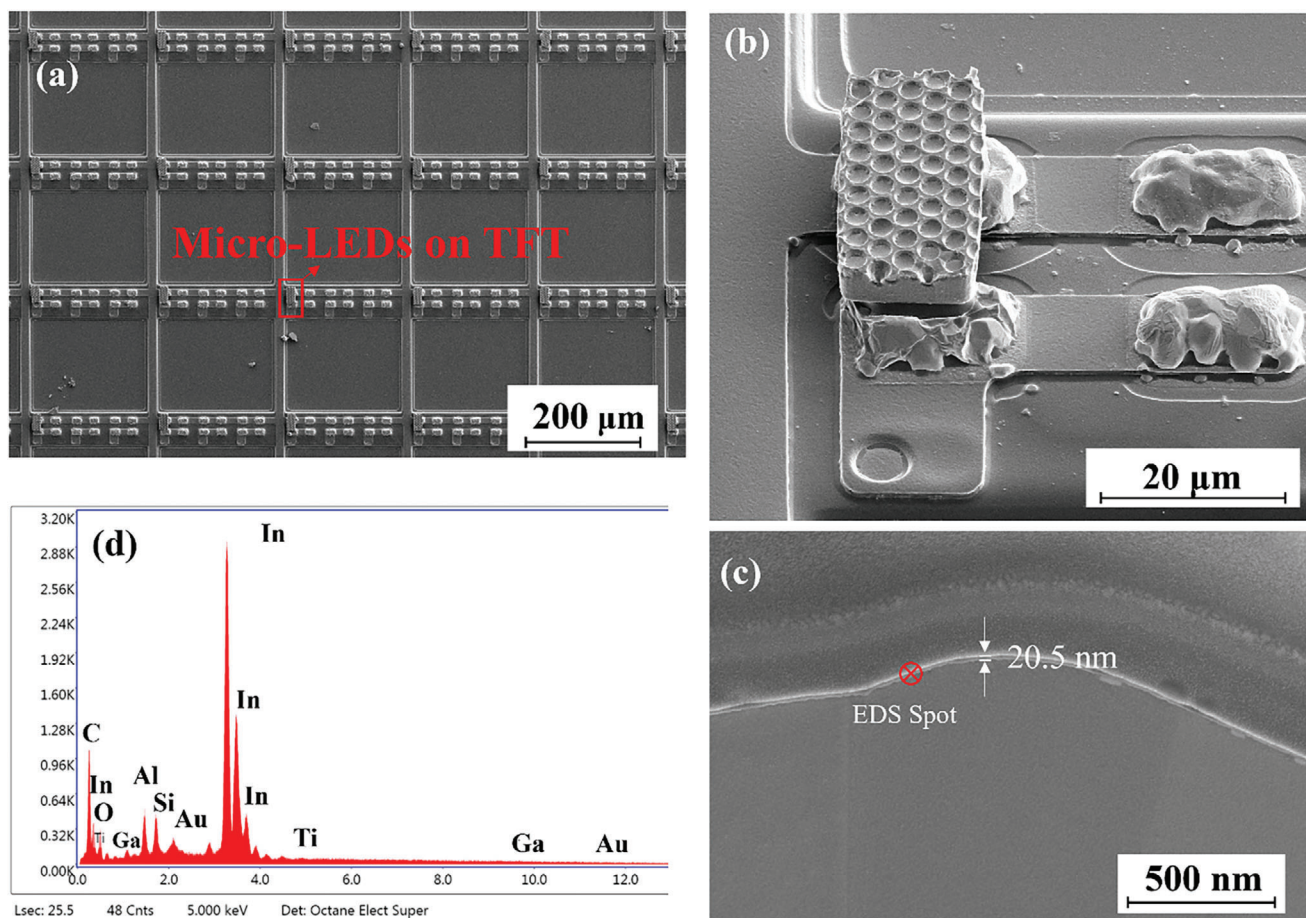 (a)
Micro-LEDs on TFT
200 μm
(b)
20 μm
(d)
3.20K
2.88K
2.56K
2.24K
1.92K
1.60K
1.28K
0.96K
0.64K
0.32K
0.00K
In
In
C
In
O
Ti
Ga
Al
Si
Au
In
Ti
Ga
Au
0.0 2.0 4.0 6.0 8.0 10.0 12.0
Lsec: 25.5 48 Cnts 5.000 keV Det: Octane Elect Super
(c)
20.5 nm
EDS Spot
500 nm